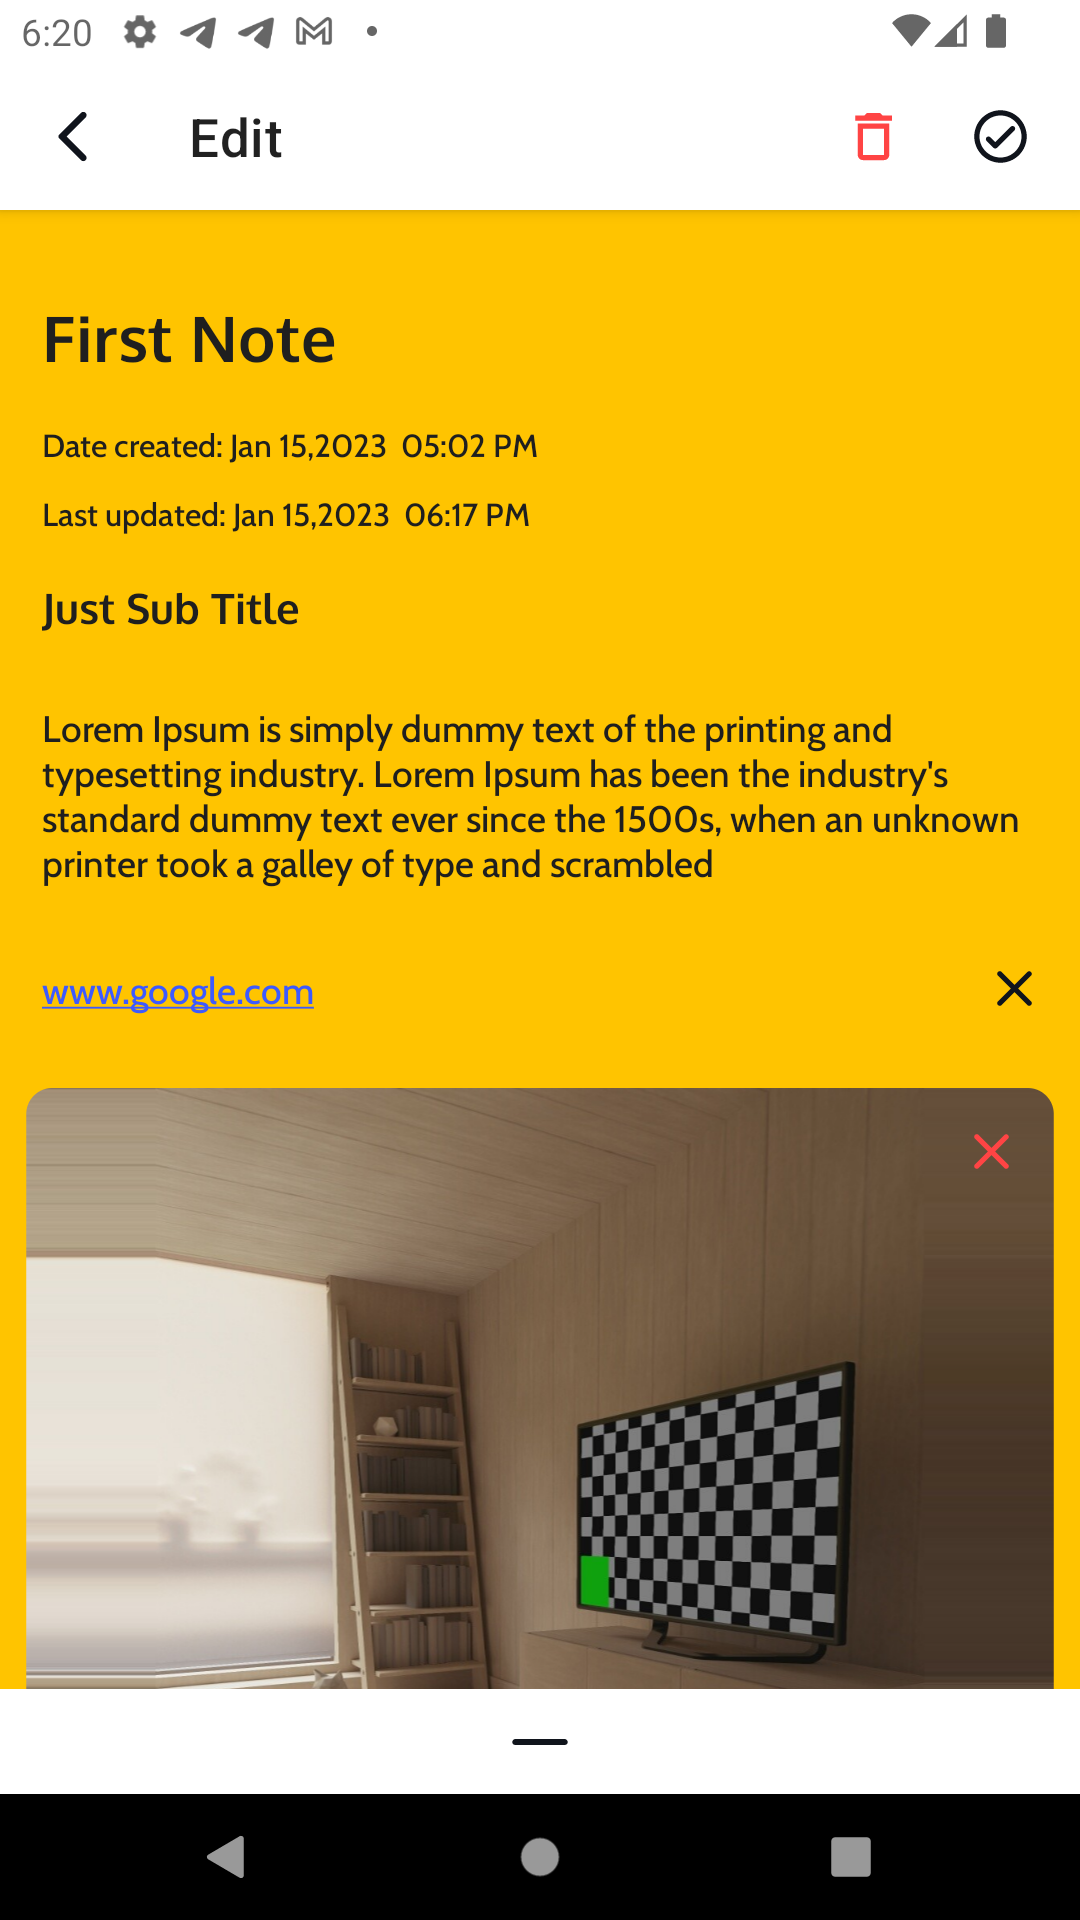 6:20
Edit
First Note
Date created: Jan 15,2023  05:02 PM
Last updated: Jan 15,2023  06:17 PM
Just Sub Title
Lorem Ipsum is simply dummy text of the printing and
typesetting industry. Lorem Ipsum has been the industry's
standard dummy text ever since the 1500s, when an unknown
printer took a galley of type and scrambled
www.google.com